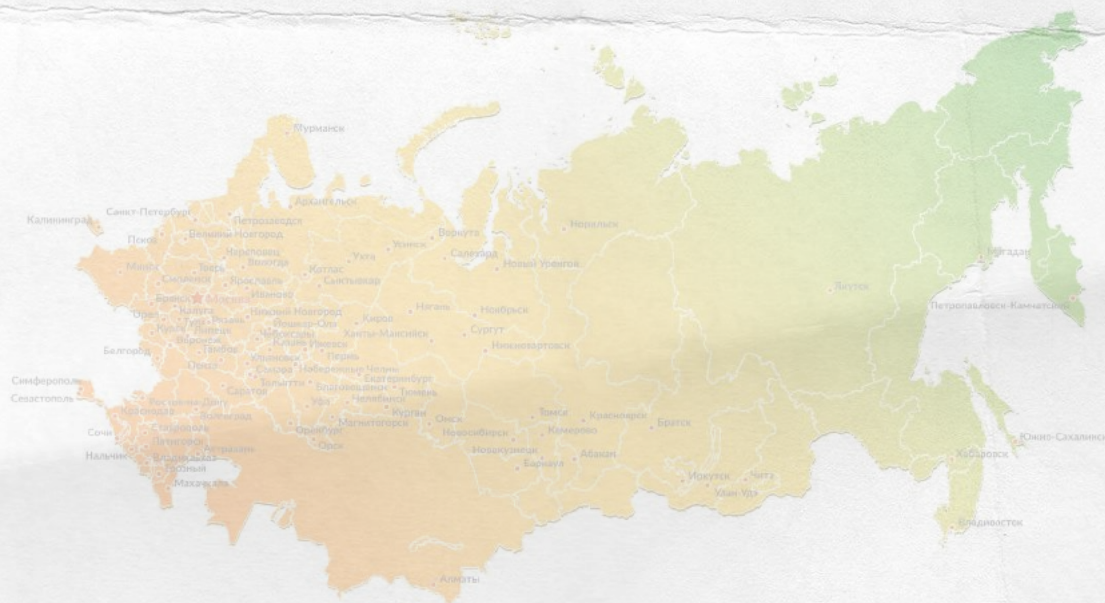 Мурманск
Архангельск
Санкт-Петербург
Калининград
Петрозаводск
Великий Новгород
Псков
Воркута
Норильск
Усинск
Череповец
Ухта
Салехард
Вологда
Новый Уренгой
Минск
Тверь
Котлас
Смоленск
Ярославль
Сыктывкар
Якутск
Магадан
Брянск
Москва
Иваново
Петропавловск-Камчатский
Калуга
Нижний Новгород
Нягань
Ноябрьск
Орел
Тула
Рязань
Йошкар-Ола
Киров
Курск
Липецк
Чебоксары
Ханты-Мансийск
Сургут
Воронеж
Казань
Ижевск
Нижневартовск
Белгород
Тамбов
Пермь
Ульяновск
Пенза
Самара
Набережные Челны
Симферополь
Тольятти
Екатеринбург
Саратов
Благовещенск
Тюмень
Севастополь
Ростов-на-Дону
Уфа
Челябинск
Краснодар
Волгоград
Курган
Томск
Красноярск
Магнитогорск
Омск
Братск
Сочи
Ставрополь
Оренбург
Новосибирск
Кемерово
Южно-Сахалинск
Пятигорск
Орск
Астрахань
Новокузнецк
Абакан
Хабаровск
Нальчик
Владикавказ
Барнаул
Грозный
Иркутск
Чита
Махачкала
Улан-Удэ
Владивосток
Алматы